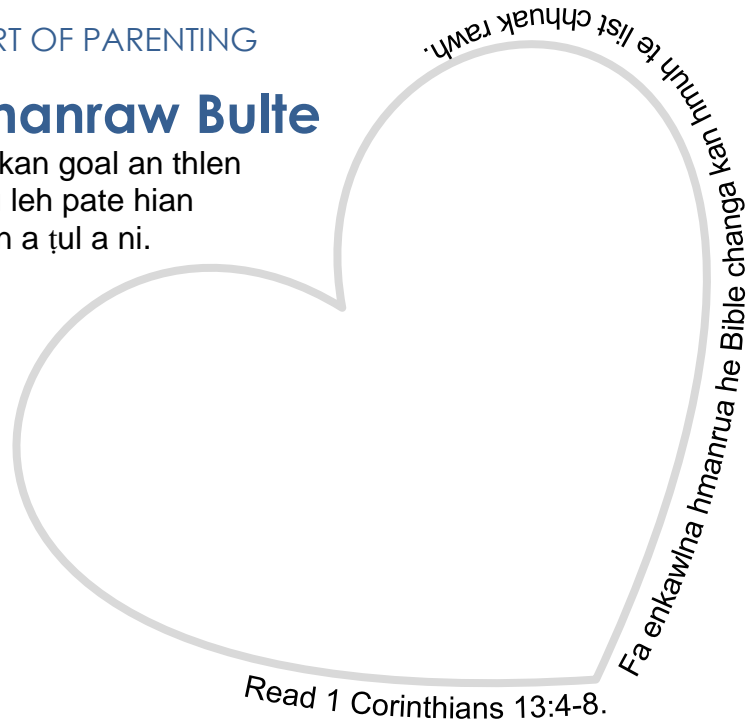 RT OF PARENTING
manraw Bulte
kan goal an thlen
leh pate hian
a ṭul a ni.
Read 1 Corinthians 13:4-8.
Fa enkawlna hmanrua he Bible changa kan hmuh te list chhuak rawh.